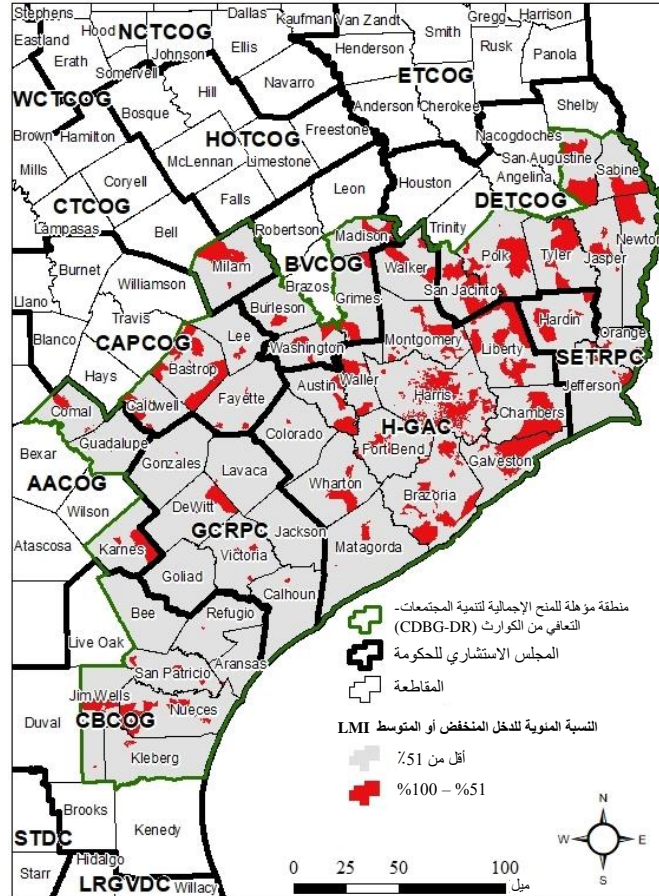 Stephens
Hood
NCTCOG
Dallas
Kaufman
Van Zandt
Gregg
Harrison
Eastland
Erath
Johnson
Ellis
Smith
Rusk
Panola
Somervell
Henderson
ETCOG
WCTCOG
Bosque
Hill
Navarro
Anderson
Cherokee
Shelby
Brown
Hamilton
HOTCOG
Freestone
Nacogdoches
Mills
McLennan
Limestone
San Augustine
Sabine
Coryell
Leon
Houston
Angelina
CTCOG
Falls
DETCOG
Lampasas
Bell
Robertson
Madison
Trinity
Newton
Burnet
Milam
BVCOG
Walker
Polk
Tyler
Jasper
Williamson
Brazos
San Jacinto
Llano
Burleson
Grimes
Travis
Hardin
Blanco
CAPCOG
Lee
Washington
Montgomery
Liberty
Orange
Hays
Bastrop
SETRPC
Austin
Waller
Harris
Jefferson
Comal
Caldwell
Fayette
Chambers
Guadalupe
Colorado
H-GAC
Bexar
Gonzales
Lavaca
Fort Bend
Galveston
AACOG
Wharton
Wilson
DeWitt
Brazoria
Atascosa
GCRPC
Jackson
Karnes
Victoria
Matagorda
Goliad
Calhoun
Bee
Refugio
Live Oak
Aransas
San Patricio
Jim Wells
Nueces
Duval
CBCOG
Kleberg
Brooks
Kenedy
STDC
Hidalgo
Starr
LRGVDC
Willacy
منطقة مؤهلة للمنح الإجمالية لتنمية المجتمعات-
التعافي من الكوارث (CDBG-DR)
المجلس الاستشاري للحكومة
المقاطعة
النسبة المئوية للدخل المنخفض أو المتوسط LMI
أقل من 51٪
%100 – %51
N
W
E
S
0 25 50 100
ميل